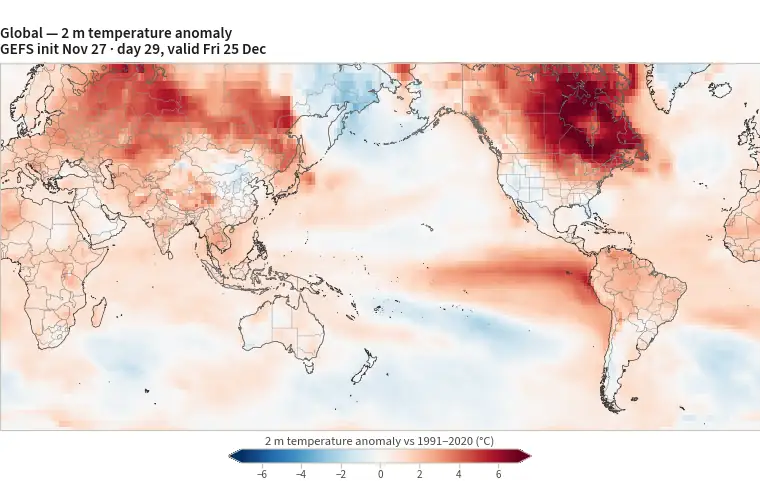 Global — 2 m temperature anomaly
GEFS init Nov 27 · day 29, valid Fri 25 Dec
2 m temperature anomaly vs 1991–2020 (°C)
−6 −4 −2 0 2 4 6